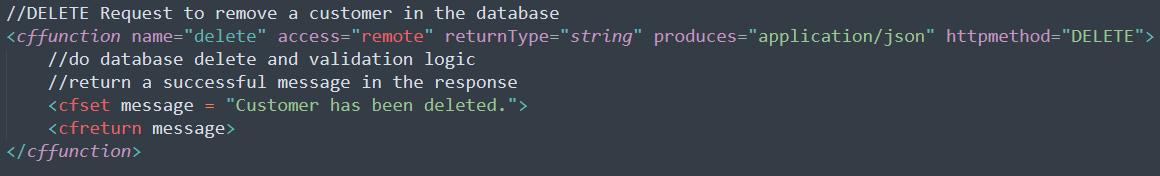 //DELETE Request to remove a customer in the database
<cffunction name="delete" access="remote" returnType="string" produces="application/json" httpmethod="DELETE">
//do database delete and validation logic
//return a successful message in the response
<cfset message = "Customer has been deleted.">
<cfreturn message>
</cffunction>